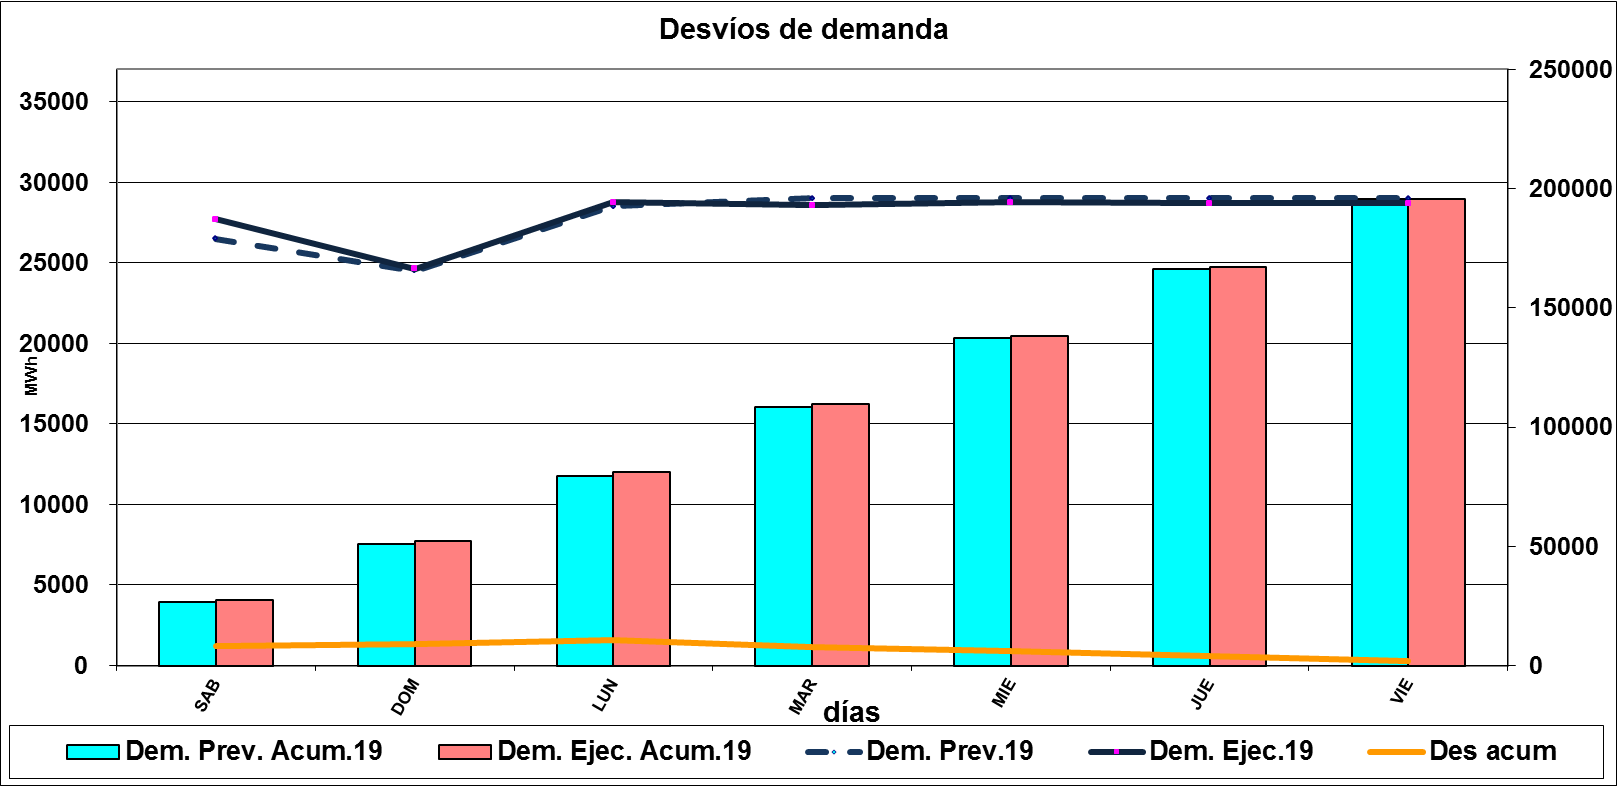 Desvíos de demanda
35000
30000
25000
20000
15000
10000
5000
0
MWh
250000
200000
150000
100000
50000
0
SAB
DOM
LUN
MAR
MIE
JUE
VIE
días
Dem. Prev. Acum.19
Dem. Ejec. Acum.19
Dem. Prev.19
Dem. Ejec.19
Des acum